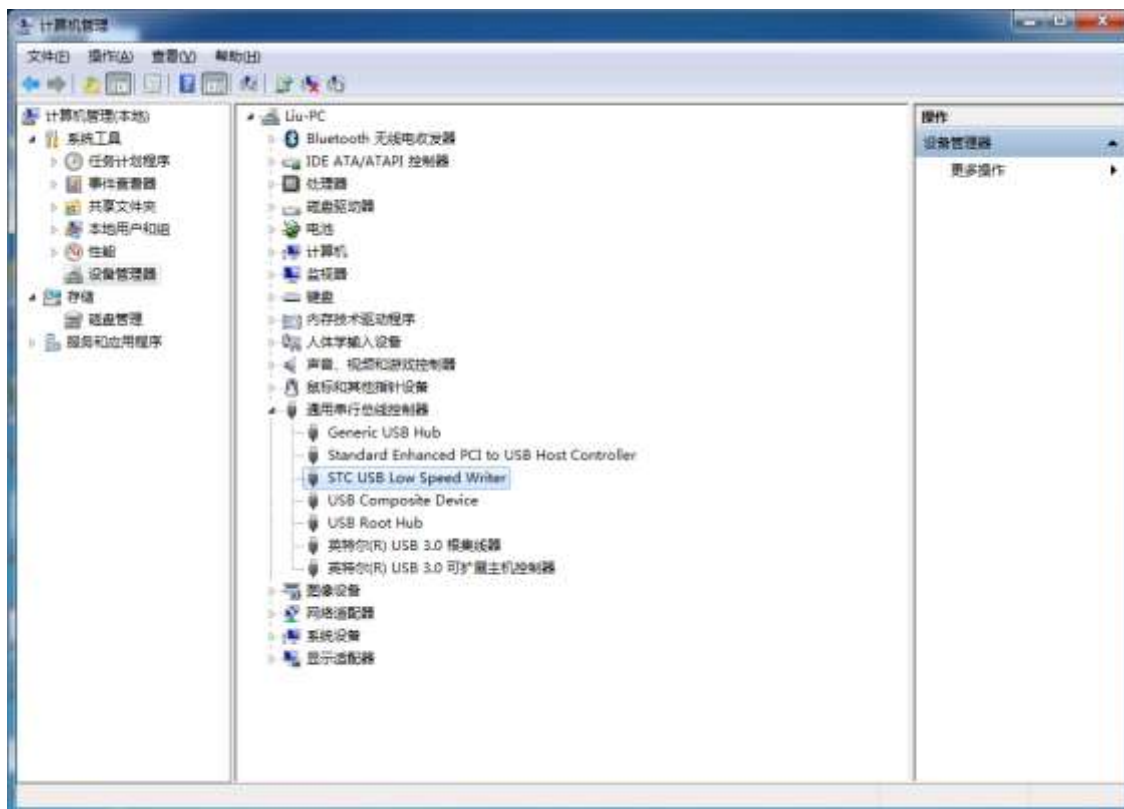 计算机管理
文件(F) 操作(A) 查看(V) 帮助(H)
计算机管理(本地)
系统工具
任务计划程序
事件查看器
共享文件夹
本地用户和组
性能
设备管理器
存储
磁盘管理
服务和应用程序
Liu-PC
Bluetooth 无线电收发器
IDE ATA/ATAPI 控制器
处理器
磁盘驱动器
电池
计算机
监视器
键盘
内存技术驱动程序
人体学输入设备
声音、视频和游戏控制器
鼠标和其他指针设备
通用串行总线控制器
Generic USB Hub
Standard Enhanced PCI to USB Host Controller
STC USB Low Speed Writer
USB Composite Device
USB Root Hub
英特尔(R) USB 3.0 根集线器
英特尔(R) USB 3.0 可扩展主机控制器
图像设备
网络适配器
系统设备
显示适配器
操作
设备管理器
更多操作